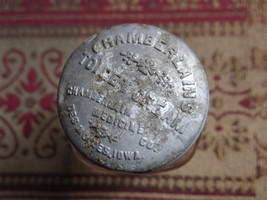 CHAMBERLAIN'S
TOILET CREAM
CHAMBERLAIN
MEDICINE CO.
DES MOINES, IOWA.